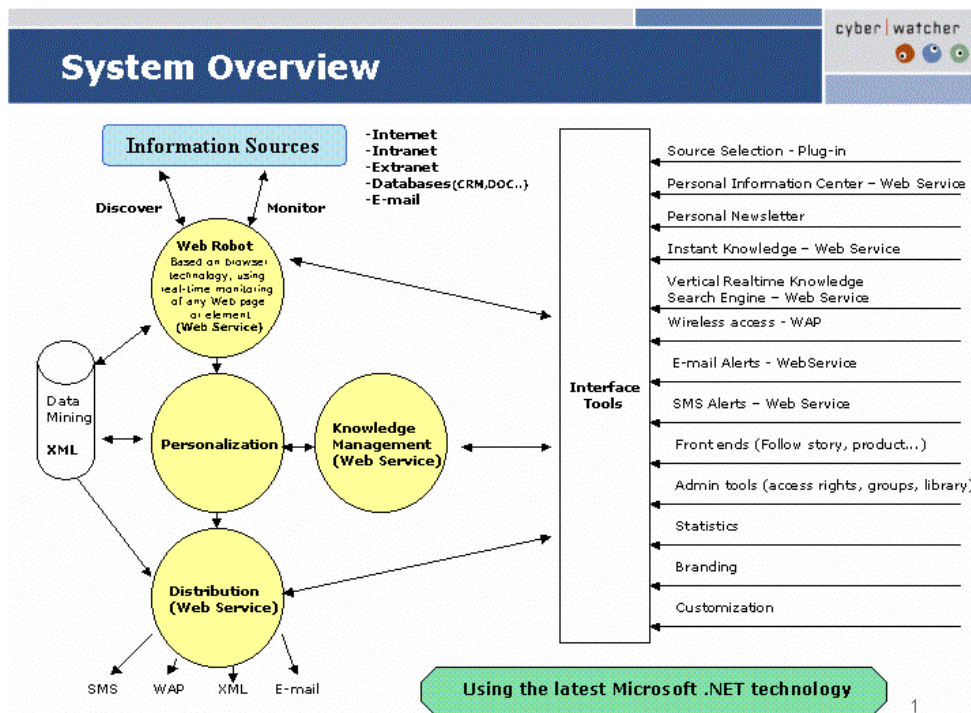 cyber|watcher
System Overview
Information Sources
-Internet
-Intranet
-Extranet
-Databases(CRM,DOC..)
-E-mail
Discover
Monitor
Web Robot
Based on browser
technology, using
real-time monitoring
of any Web page
or element
(Web Service)
Data
Mining
XML
Personalization
Knowledge
Management
(Web Service)
Distribution
(Web Service)
SMS
WAP
XML
E-mail
Interface
Tools
Source Selection - Plug-in
Personal Information Center – Web Service
Personal Newsletter
Instant Knowledge – Web Service
Vertical Realtime Knowledge
Search Engine – Web Service
Wireless access - WAP
E-mail Alerts - WebService
SMS Alerts – Web Service
Front ends (Follow story, product...)
Admin tools (access rights, groups, library)
Statistics
Branding
Customization
Using the latest Microsoft .NET technology
1